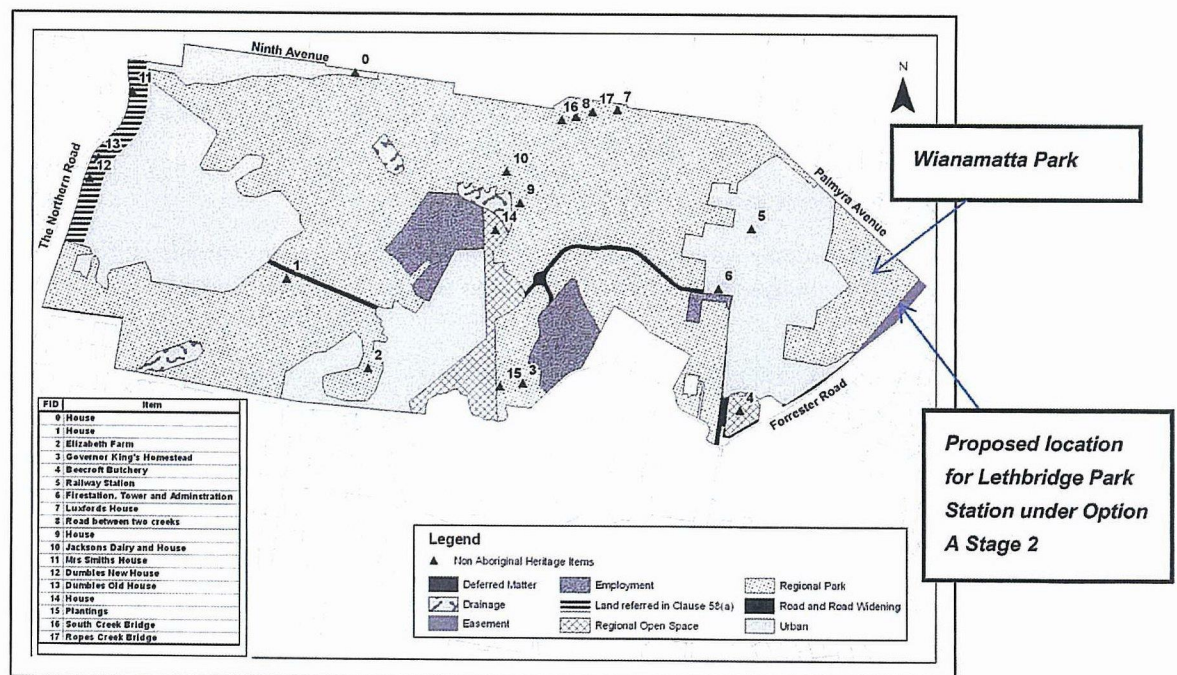 Ninth Avenue
0
11
16 8 17 7
N
Wianamatta Park
13
12
10
The Northern Road
9
Palmyra Avenue
14
5
1
6
2
15 3
4
Forrester Road
Proposed location
for Lethbridge Park
Station under Option
A Stage 2
FID Item
0 House
1 House
2 Elizabeth Farm
3 Governor King's Homestead
4 Beecroft Butchery
5 Railway Station
6 Firestation, Tower and Adminstration
7 Luxfords House
8 Road between two creeks
9 House
10 Jacksons Dairy and House
11 Mrs Smiths House
12 Dumbles New House
13 Dumbles Old House
14 House
15 Plantings
16 South Creek Bridge
17 Ropes Creek Bridge
Legend
Non Aboriginal Heritage Items
Deferred Matter Employment Regional Park
Drainage Land referred in Clause 58(a) Road and Road Widening
Easement Regional Open Space Urban